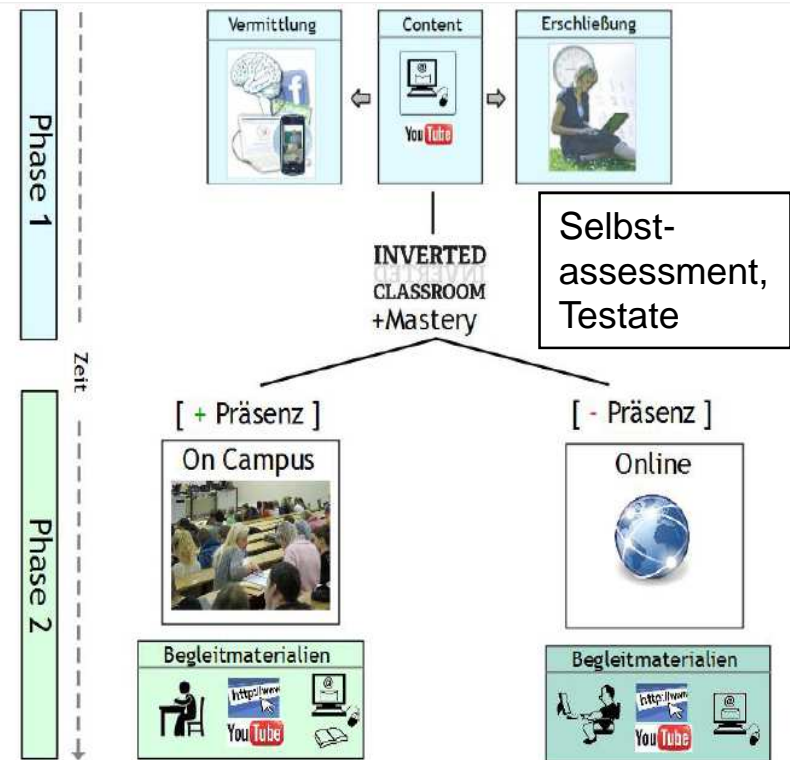 Phase 1
Vermittlung
Content
Erschließung
@
YouTube
INVERTED
CLASSROOM
+Mastery
Selbst-
assessment,
Testate
Zeit
Phase 2
[ + Präsenz ]
On Campus
[ - Präsenz ]
Online
Begleitmaterialien
http://www
YouTube
@
Begleitmaterialien
http://www
YouTube
@